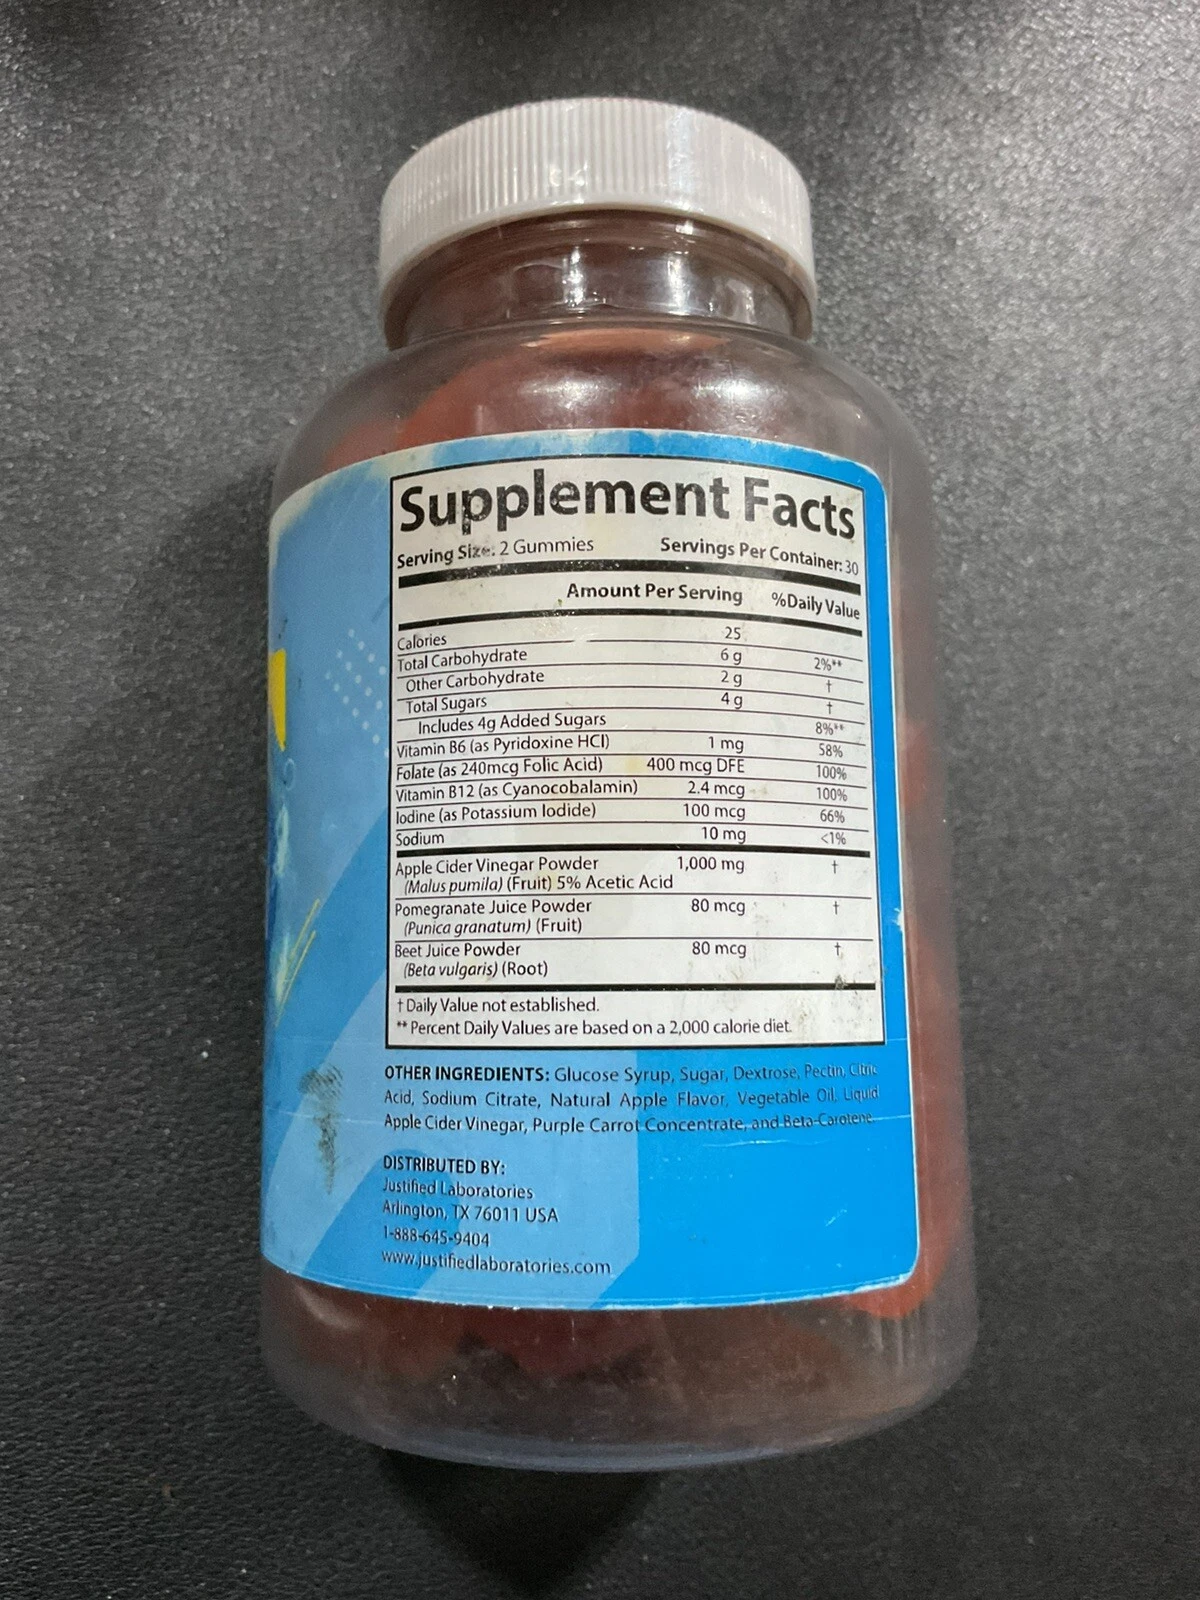 Supplement Facts
Serving Size: 2 Gummies Servings Per Container: 30
Amount Per Serving %Daily Value
Calories 25
Total Carbohydrate 6 g 2%**
Other Carbohydrate 2 g †
Total Sugars 4 g †
Includes 4g Added Sugars 8%**
Vitamin B6 (as Pyridoxine HCl) 1 mg 58%
Folate (as 240mcg Folic Acid) 400 mcg DFE 100%
Vitamin B12 (as Cyanocobalamin) 2.4 mcg 100%
Iodine (as Potassium Iodide) 100 mcg 66%
Sodium 10 mg <1%
Apple Cider Vinegar Powder 1,000 mg †
(Malus pumila) (Fruit) 5% Acetic Acid
Pomegranate Juice Powder 80 mcg †
(Punica granatum) (Fruit)
Beet Juice Powder 80 mcg †
(Beta vulgaris) (Root)
† Daily Value not established.
** Percent Daily Values are based on a 2,000 calorie diet.
OTHER INGREDIENTS: Glucose Syrup, Sugar, Dextrose, Pectin, Citric
Acid, Sodium Citrate, Natural Apple Flavor, Vegetable Oil, Liquid
Apple Cider Vinegar, Purple Carrot Concentrate, and Beta-Carotene
DISTRIBUTED BY:
Justified Laboratories
Arlington, TX 76011 USA
1-888-645-9404
www.justifiedlaboratories.com